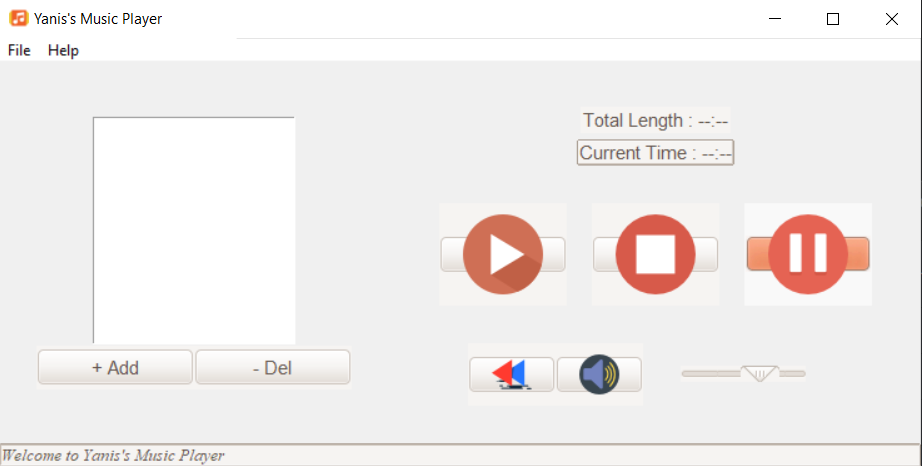 Yanis's Music Player
File Help
Total Length : --:--
Current Time : --:--
+ Add - Del
Welcome to Yanis's Music Player